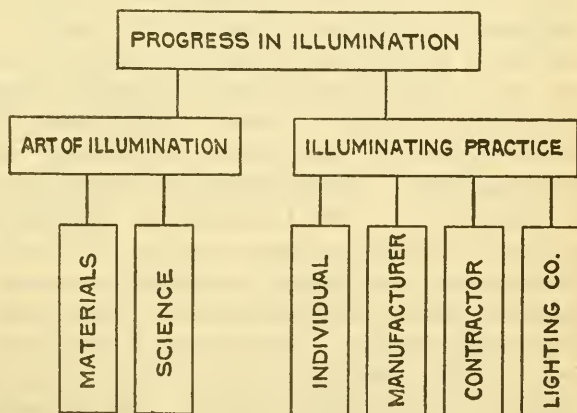 PROGRESS IN ILLUMINATION
ART OF ILLUMINATION
ILLUMINATING PRACTICE
MATERIALS
SCIENCE
INDIVIDUAL
MANUFACTURER
CONTRACTOR
LIGHTING CO.